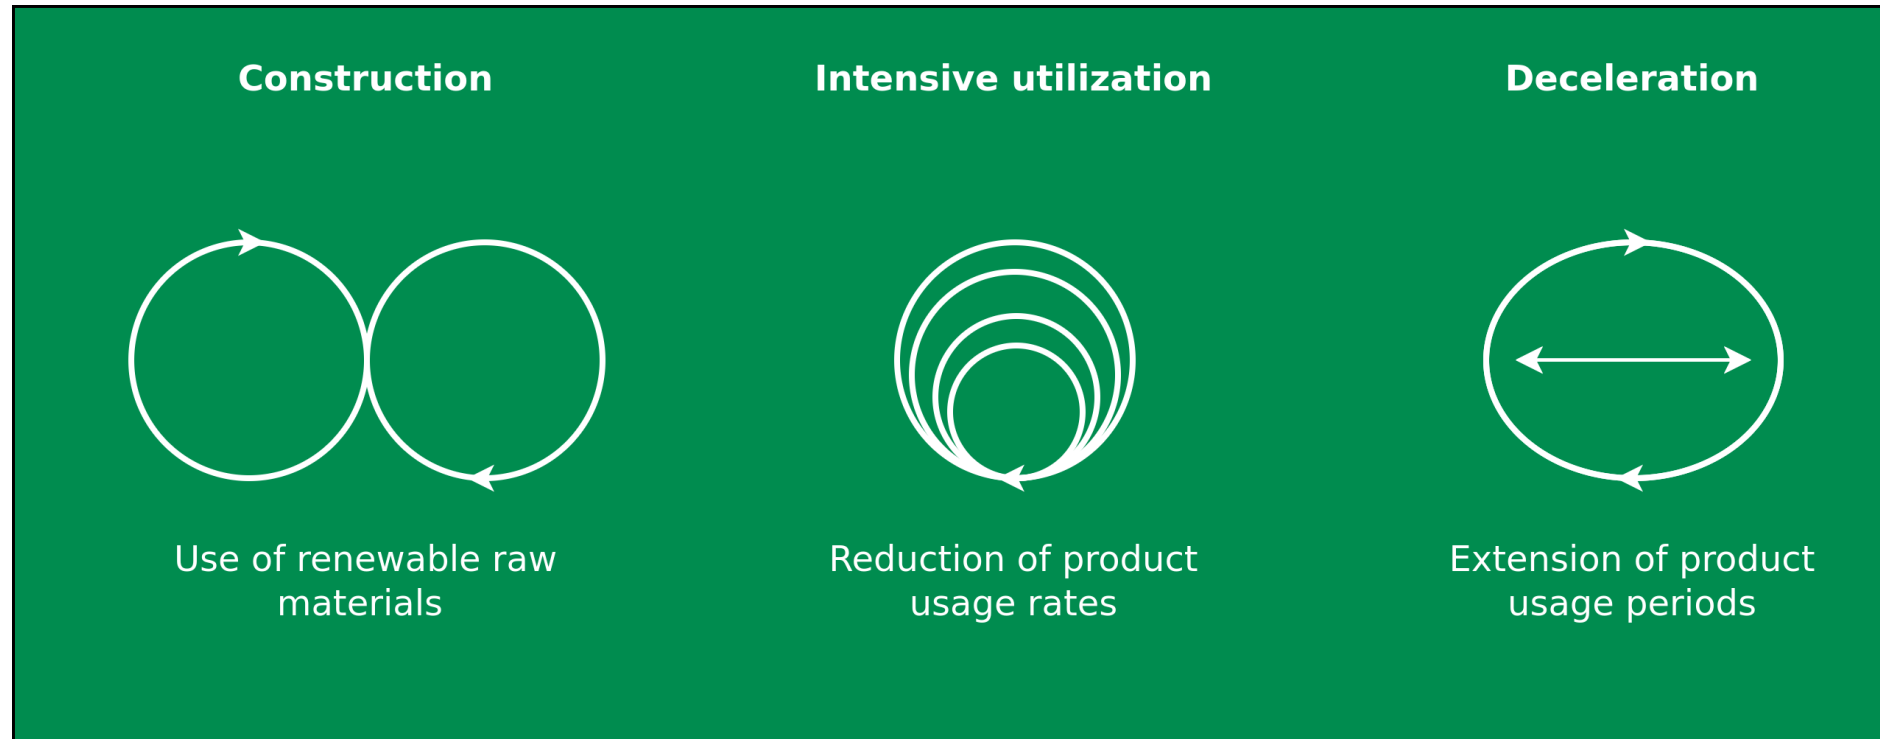 Construction
Intensive utilization
Deceleration
Use of renewable raw
materials
Reduction of product
usage rates
Extension of product
usage periods